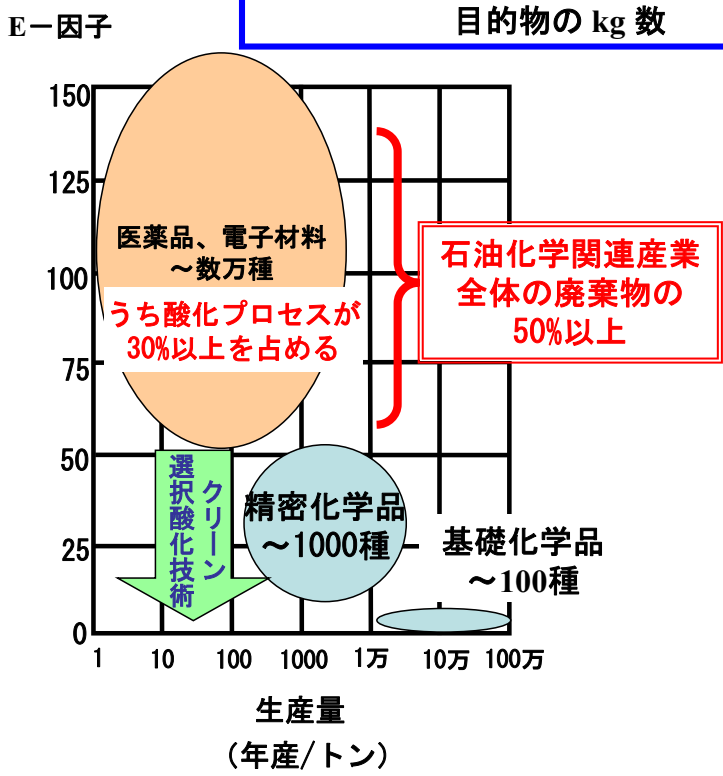 E－因子
目的物の kg 数
150
125
100
75
50
25
0
医薬品、電子材料
～数万種
うち酸化プロセスが
30%以上を占める
石油化学関連産業
全体の廃棄物の
50%以上
クリーン
選択酸化技術
精密化学品
～1000種
基礎化学品
～100種
1 10 100 1000 1万 10万 100万
生産量
（年産/トン）